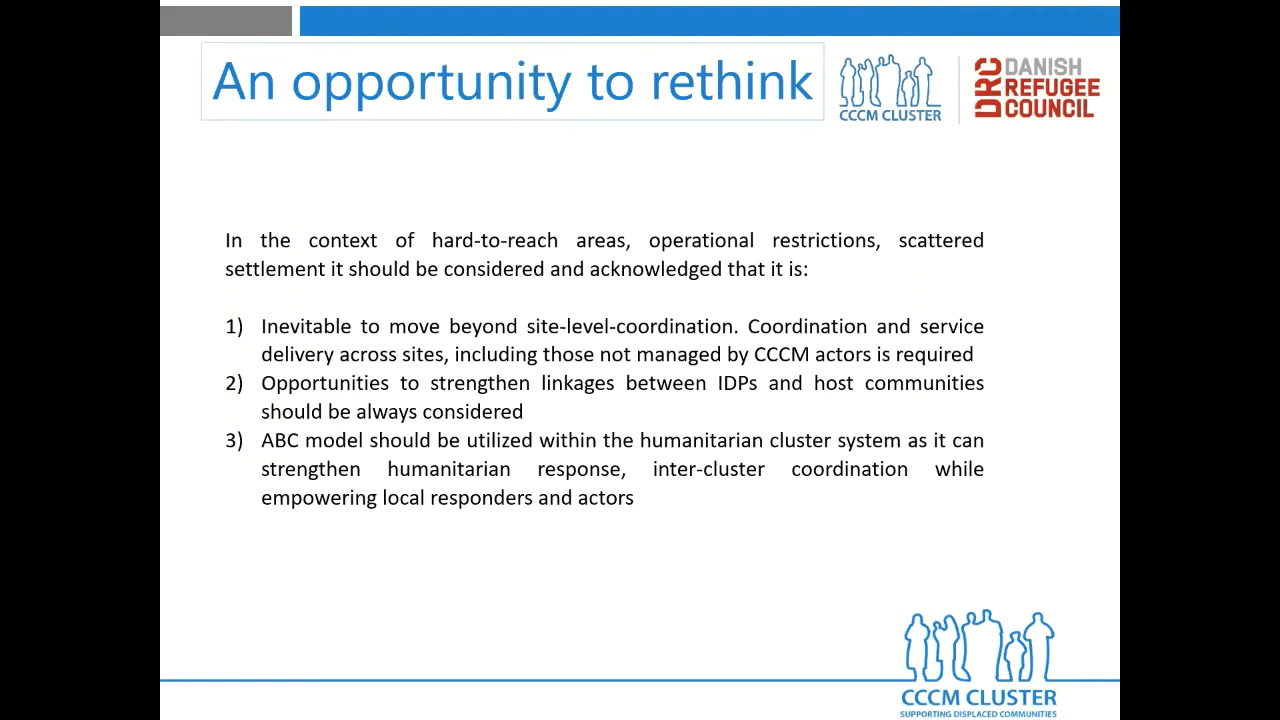 An opportunity to rethink
CCCM CLUSTER
DRC DANISH
REFUGEE
COUNCIL
In the context of hard-to-reach areas, operational restrictions, scattered
settlement it should be considered and acknowledged that it is:
1) Inevitable to move beyond site-level-coordination. Coordination and service
delivery across sites, including those not managed by CCCM actors is required
2) Opportunities to strengthen linkages between IDPs and host communities
should be always considered
3) ABC model should be utilized within the humanitarian cluster system as it can
strengthen humanitarian response, inter-cluster coordination while
empowering local responders and actors
CCCM CLUSTER
SUPPORTING DISPLACED COMMUNITIES